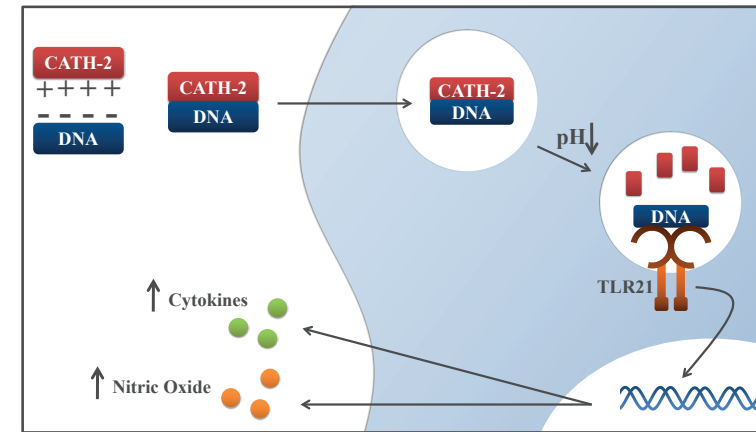 CATH-2
++++
----
DNA
CATH-2
DNA
CATH-2
DNA
pH
DNA
TLR21
Cytokines
Nitric Oxide